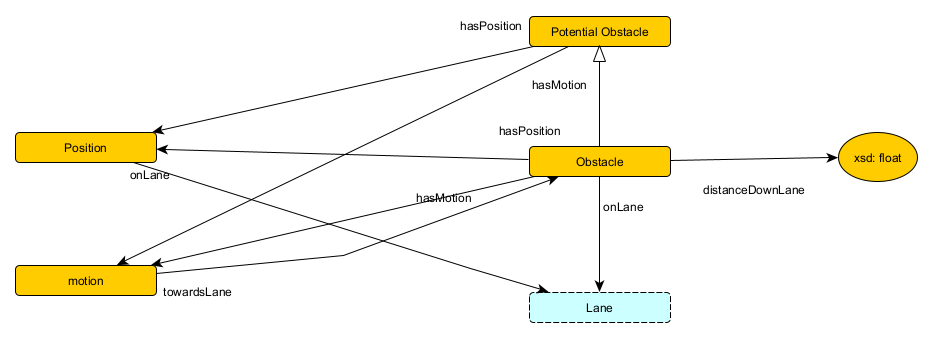 hasPosition
Potential Obstacle
hasMotion
hasPosition
Position
Obstacle
xsd: float
onLane
distanceDownLane
hasMotion
onLane
motion
towardsLane
Lane